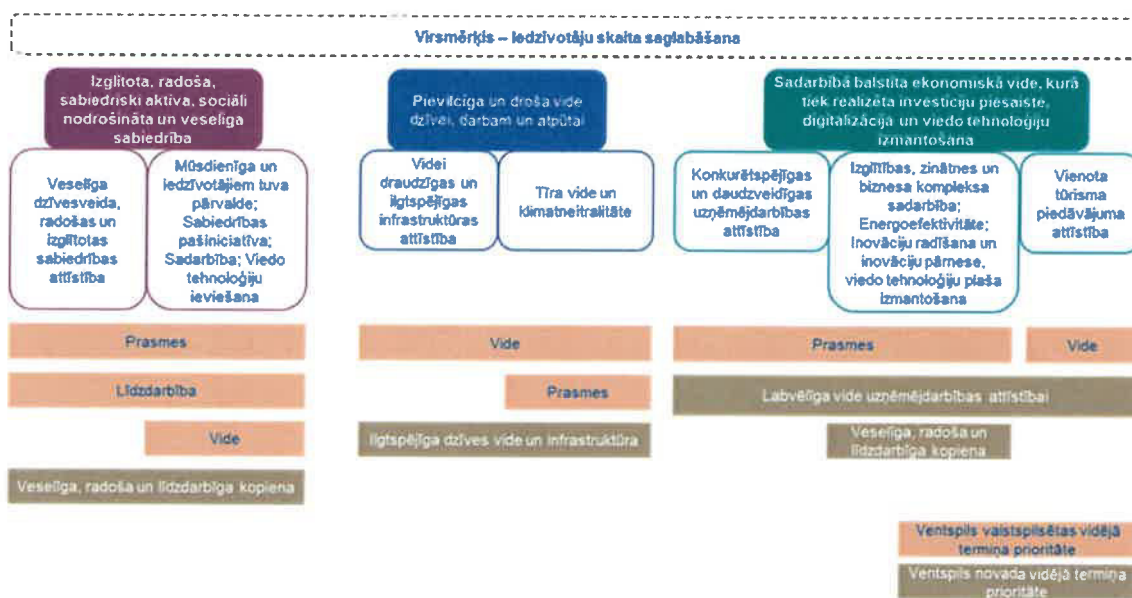 Virsmērķis – Iedzīvotāju skaita saglabāšana
Izglītota, radoša,
sabiedriski aktīva, sociāli
nodrošināta un veselīga
sabiedrība
Veselīga
dzīvesveida,
radošas un
izglītotas
sabiedrības
attīstība
Mūsdienīga un
iedzīvotājiem tuva
pārvalde;
Sabiedrības
pašiniciatīva;
Sadarbība; Viedo
tehnoloģiju
ieviešana
Prasmes
Līdzdarbība
Vide
Veselīga, radoša un līdzdarbīga kopiena
Pievilcīga un droša vide
dzīvei, darbam un atpūtai
Videi
draudzīgas un
ilgtspējīgas
infrastruktūras
attīstība
Tīra vide un
klimatneitralitāte
Vide
Prasmes
Ilgtspējīga dzīves vide un infrastruktūra
Sadarbībā balstīta ekonomiskā vide, kurā
tiek realizēta investīciju piesaiste,
digitalizācija un viedo tehnoloģiju
izmantošana
Konkurētspējīgas
un daudzveidīgas
uzņēmējdarbības
attīstība
Izglītības, zinātnes un
biznesa kompleksa
sadarbība;
Energoefektivitāte;
Inovāciju radīšana un
inovāciju pārnese,
viedo tehnoloģiju plaša
izmantošana
Vienota
tūrisma
piedāvājuma
attīstība
Prasmes
Vide
Labvēlīga vide uzņēmējdarbības attīstībai
Veselīga, radoša un
līdzdarbīga kopiena
Ventspils valstspilsētas vidējā
termiņa prioritāte
Ventspils novada vidējā termiņa
prioritāte